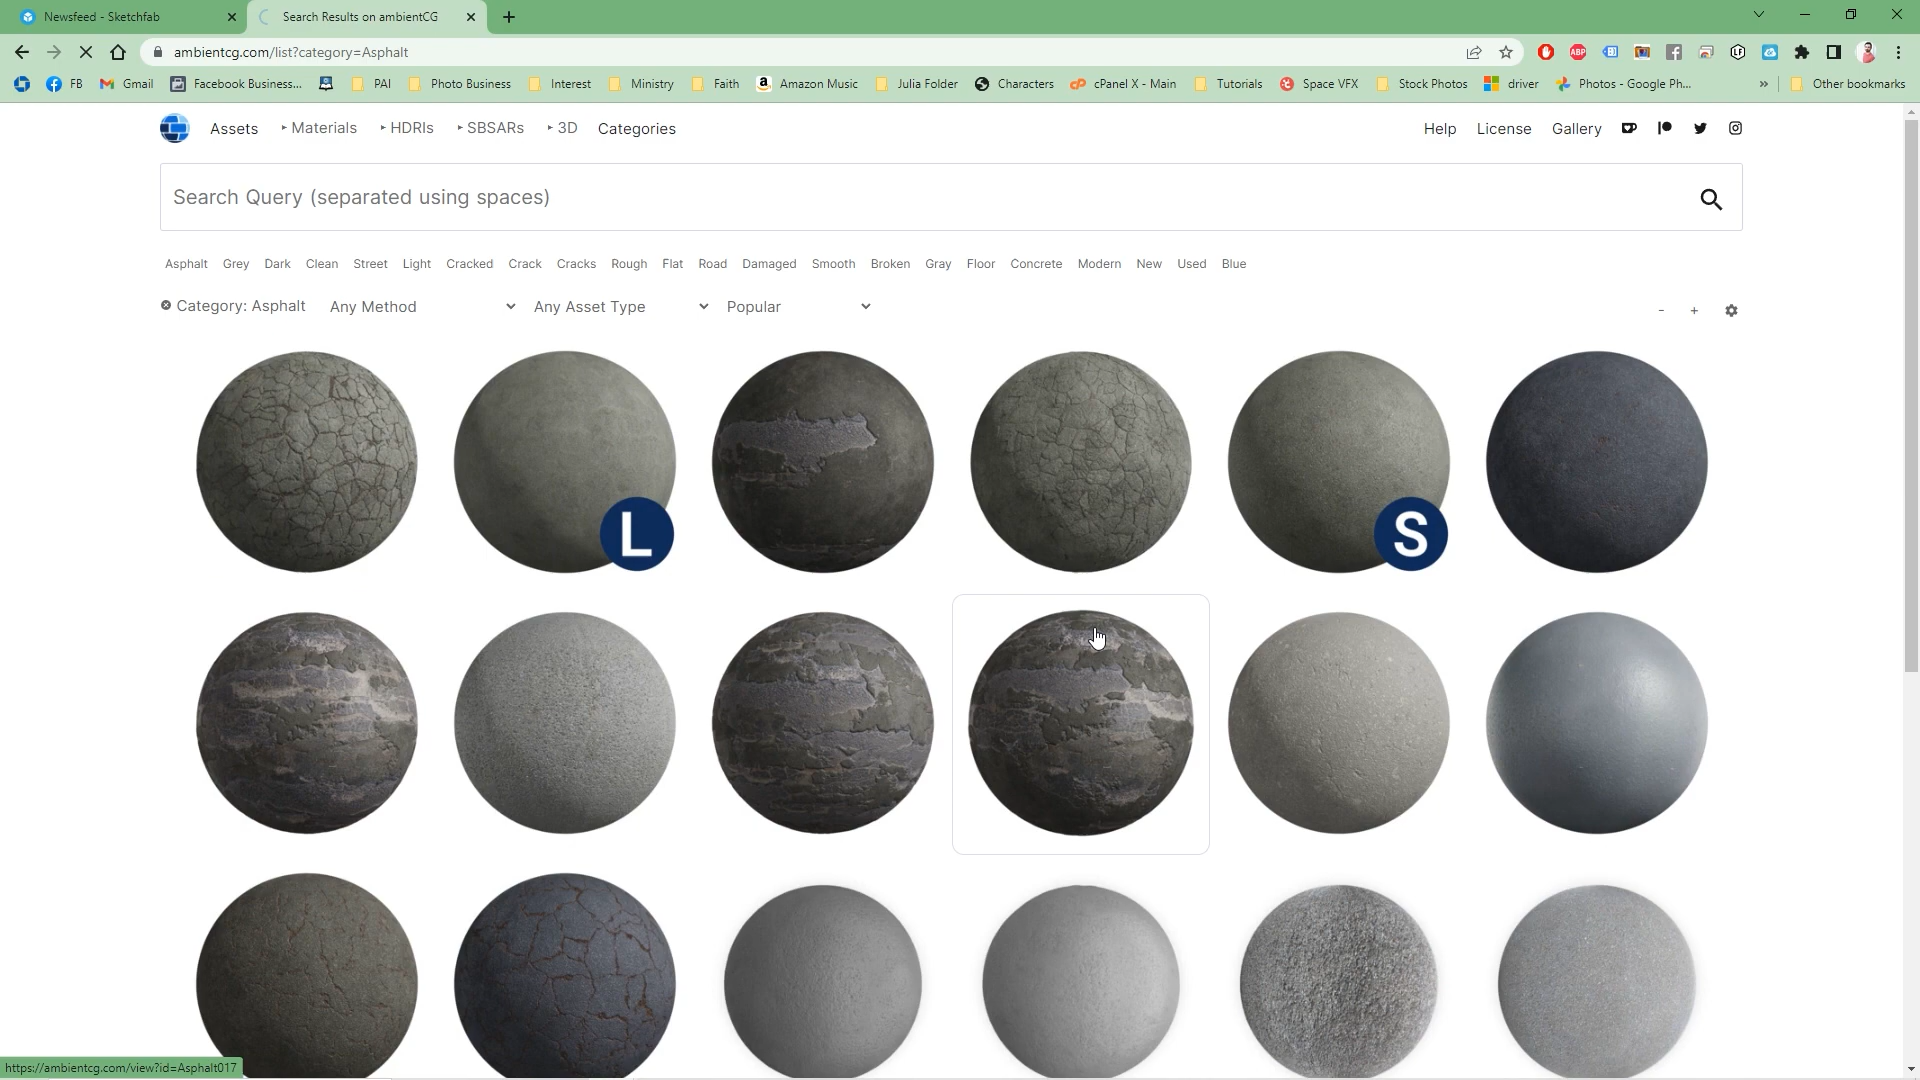 Newsfeed - Sketchfab
Search Results on ambientCG
ambientcg.com/list?category=Asphalt
FB
Gmail
Facebook Business...
PAI
Photo Business
Interest
Ministry
Faith
Amazon Music
Julia Folder
Characters
cPanel X - Main
Tutorials
Space VFX
Stock Photos
driver
Photos - Google Ph...
»
Other bookmarks
Assets
Materials
HDRIs
SBSARs
3D
Categories
Help
License
Gallery
Search Query (separated using spaces)
Asphalt Grey Dark Clean Street Light Cracked Crack Cracks Rough Flat Road Damaged Smooth Broken Gray Floor Concrete Modern New Used Blue
Category: Asphalt
Any Method
Any Asset Type
Popular
- +
L
S
https://ambientcg.com/view?id=Asphalt017